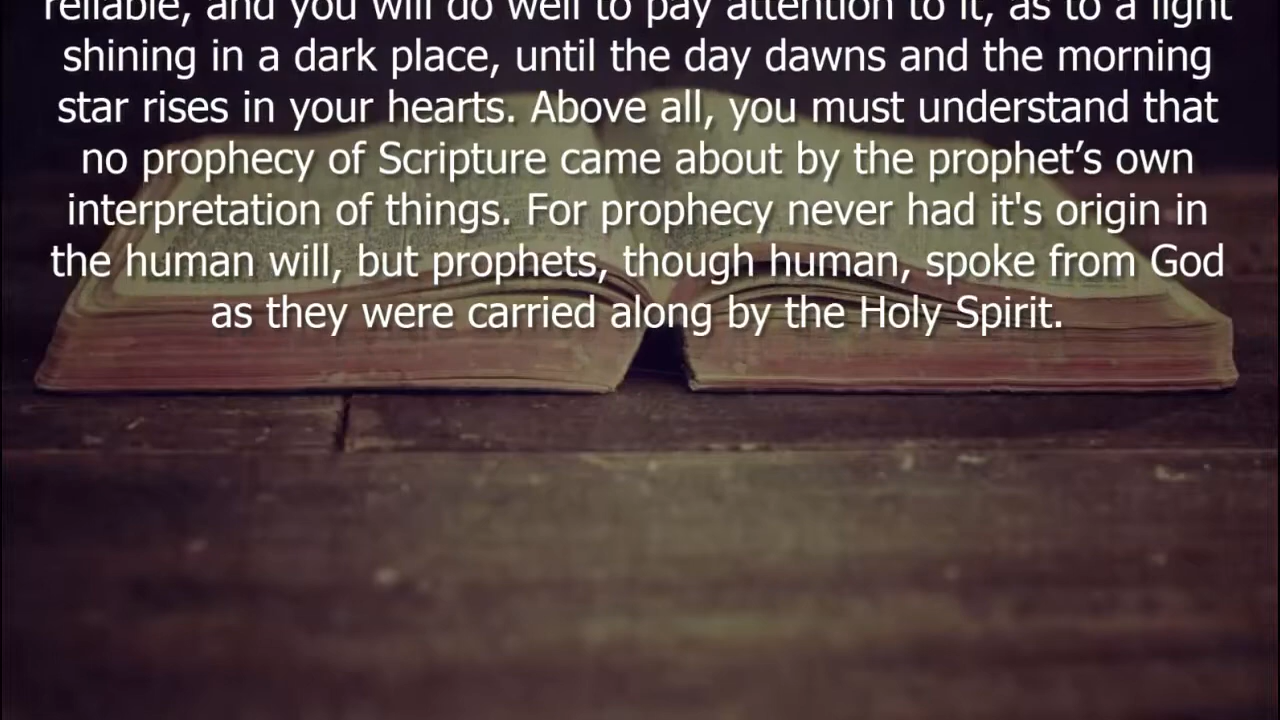 reliable, and you will do well to pay attention to it, as to a light
shining in a dark place, until the day dawns and the morning
star rises in your hearts. Above all, you must understand that
no prophecy of Scripture came about by the prophet’s own
interpretation of things. For prophecy never had it's origin in
the human will, but prophets, though human, spoke from God
as they were carried along by the Holy Spirit.